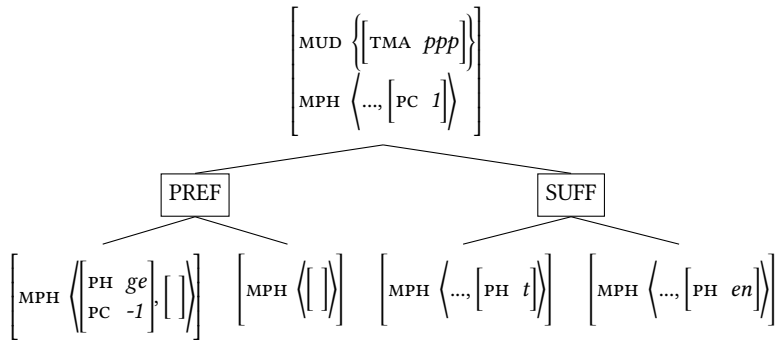 [MUD {[TMA ppp]}
MPH ⟨..., [PC 1]⟩]
PREF
SUFF
[MPH ⟨[PH ge
PC -1], [ ]⟩]
[MPH ⟨[ ]⟩]
[MPH ⟨..., [PH t]⟩]
[MPH ⟨..., [PH en]⟩]